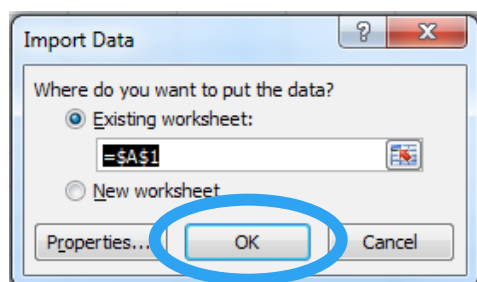 Import Data
Where do you want to put the data?
Existing worksheet:
=$A$1
New worksheet
Properties...
OK
Cancel